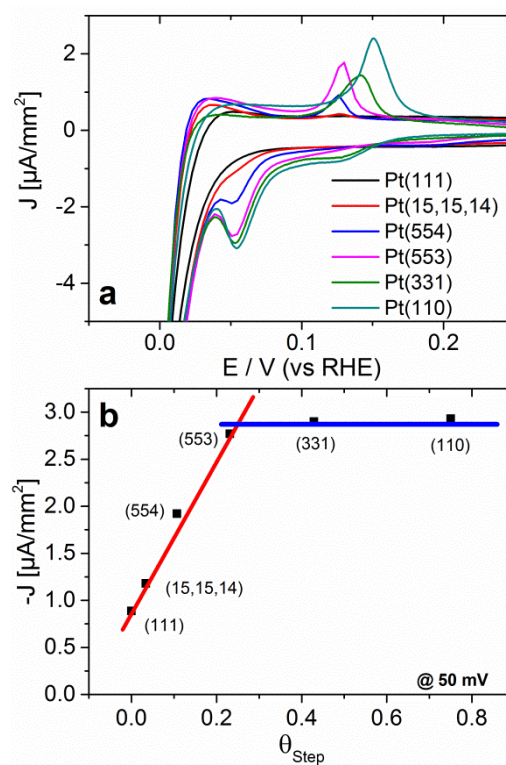 J [µA/mm²]
2
0
-2
-4
Pt(111)
Pt(15,15,14)
Pt(554)
Pt(553)
Pt(331)
Pt(110)
a
0.0 0.1 0.2
E / V (vs RHE)
b
-J [µA/mm²]
3.0
2.5
2.0
1.5
1.0
0.5
0.0
(553)
(331)
(110)
(554)
(15,15,14)
(111)
@ 50 mV
0.0 0.2 0.4 0.6 0.8
θStep